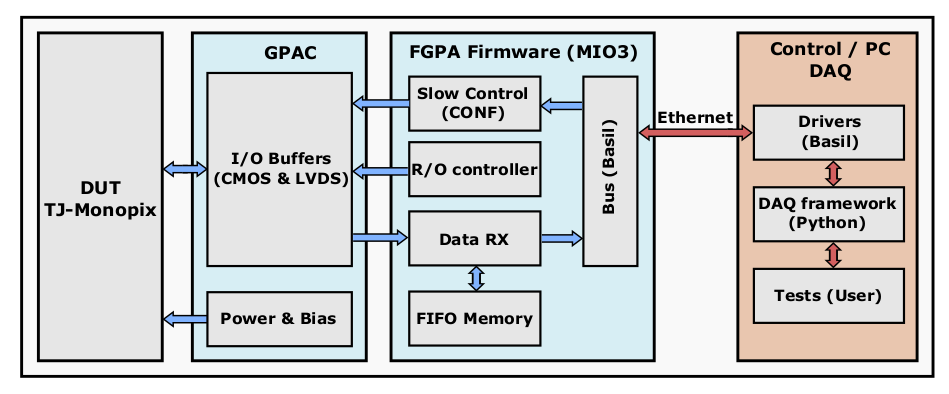 DUT
TJ-Monopix
GPAC
I/O Buffers
(CMOS & LVDS)
Power & Bias
FGPA Firmware (MIO3)
Slow Control
(CONF)
R/O controller
Data RX
FIFO Memory
Bus (Basil)
Ethernet
Control / PC
DAQ
Drivers
(Basil)
DAQ framework
(Python)
Tests (User)